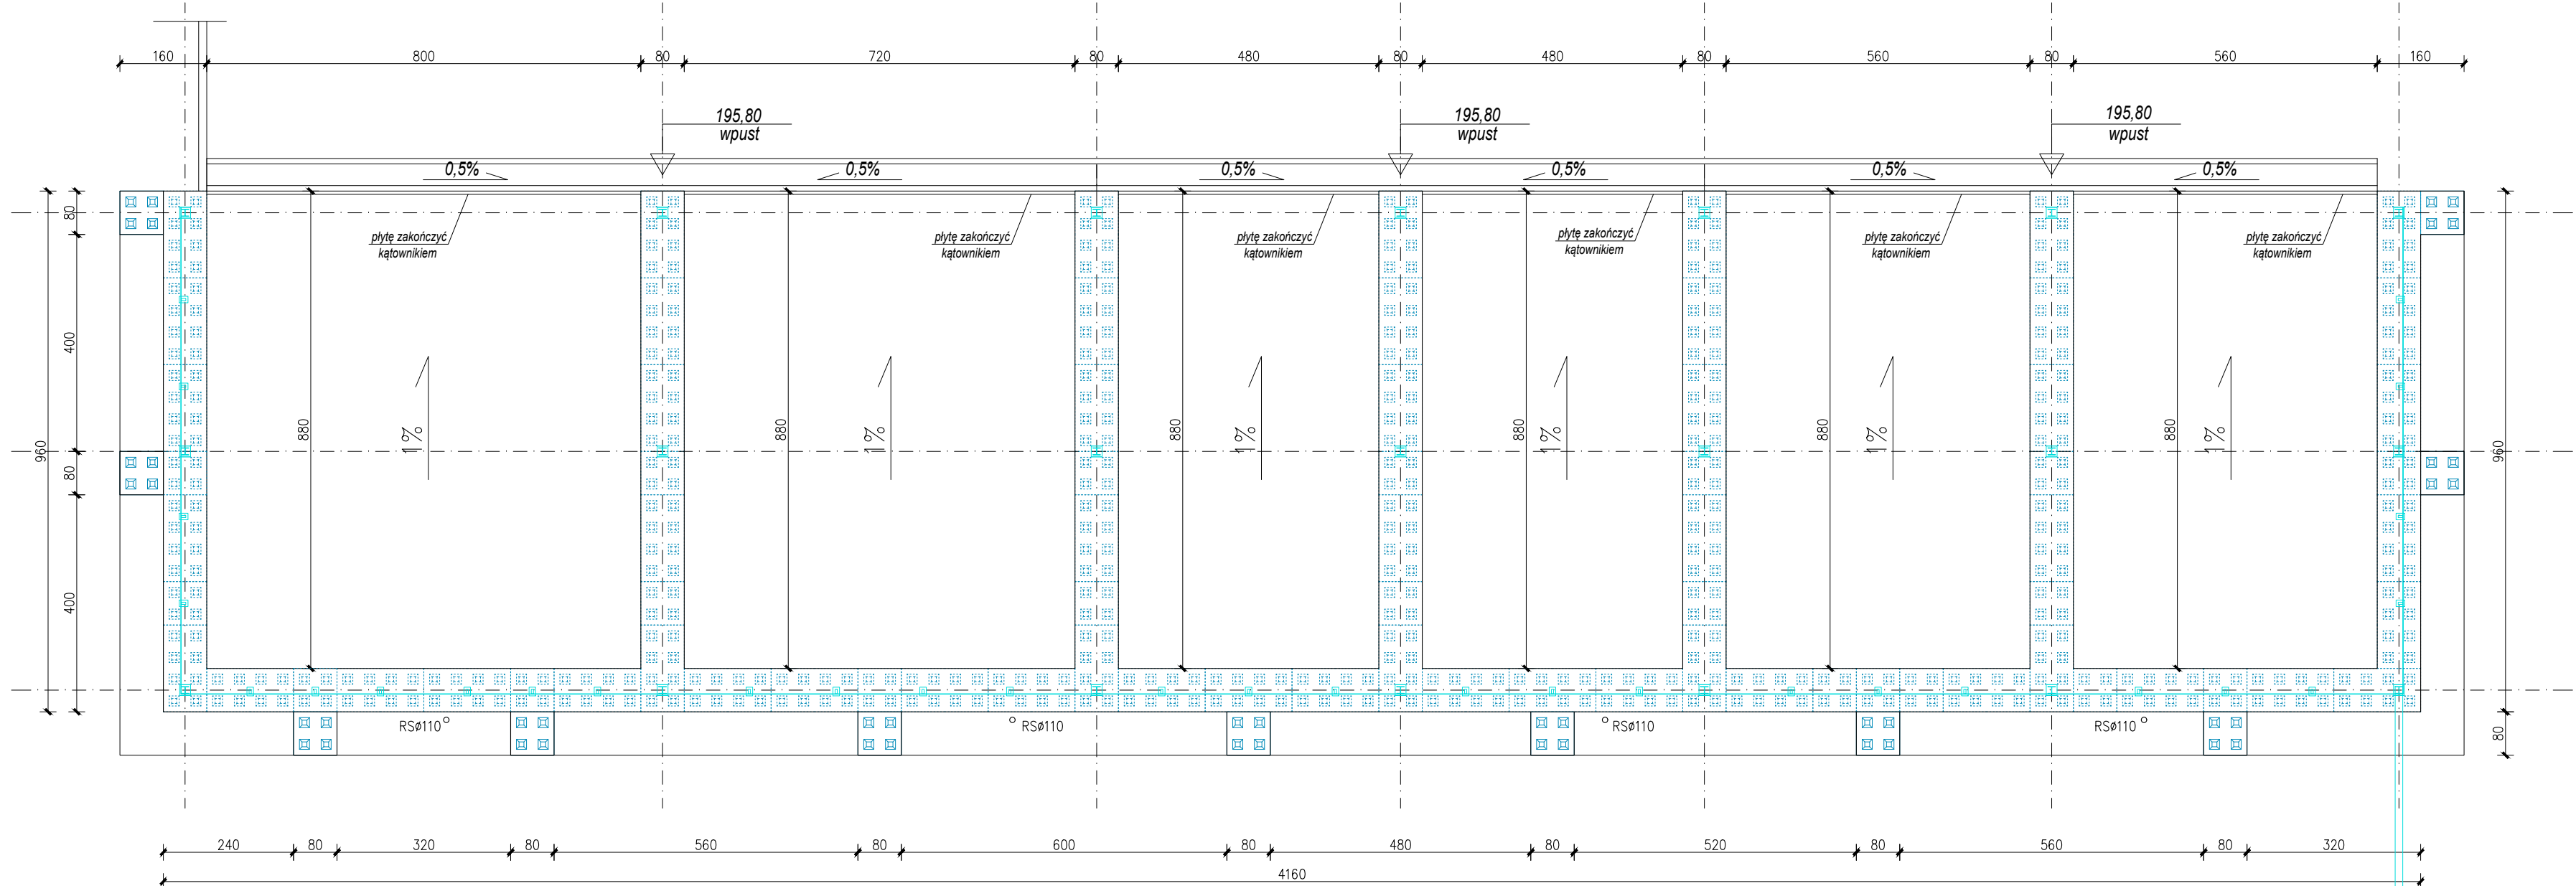 160 800 80 720 80 480 80 480 80 560 80 560 160
195,80 195,80 195,80
wpust wpust wpust
0,5% 0,5% 0,5% 0,5% 0,5% 0,5%
płytę zakończyć płytę zakończyć płytę zakończyć płytę zakończyć płytę zakończyć płytę zakończyć
kątownikiem kątownikiem kątownikiem kątownikiem kątownikiem kątownikiem
80
400
80
400
960
880 1% 880 1% 880 1% 880 1% 880 1% 880 1%
960
80
RSø110 RSø110 RSø110 RSø110
240 80 320 80 560 80 600 80 480 80 520 80 560 80 320
4160